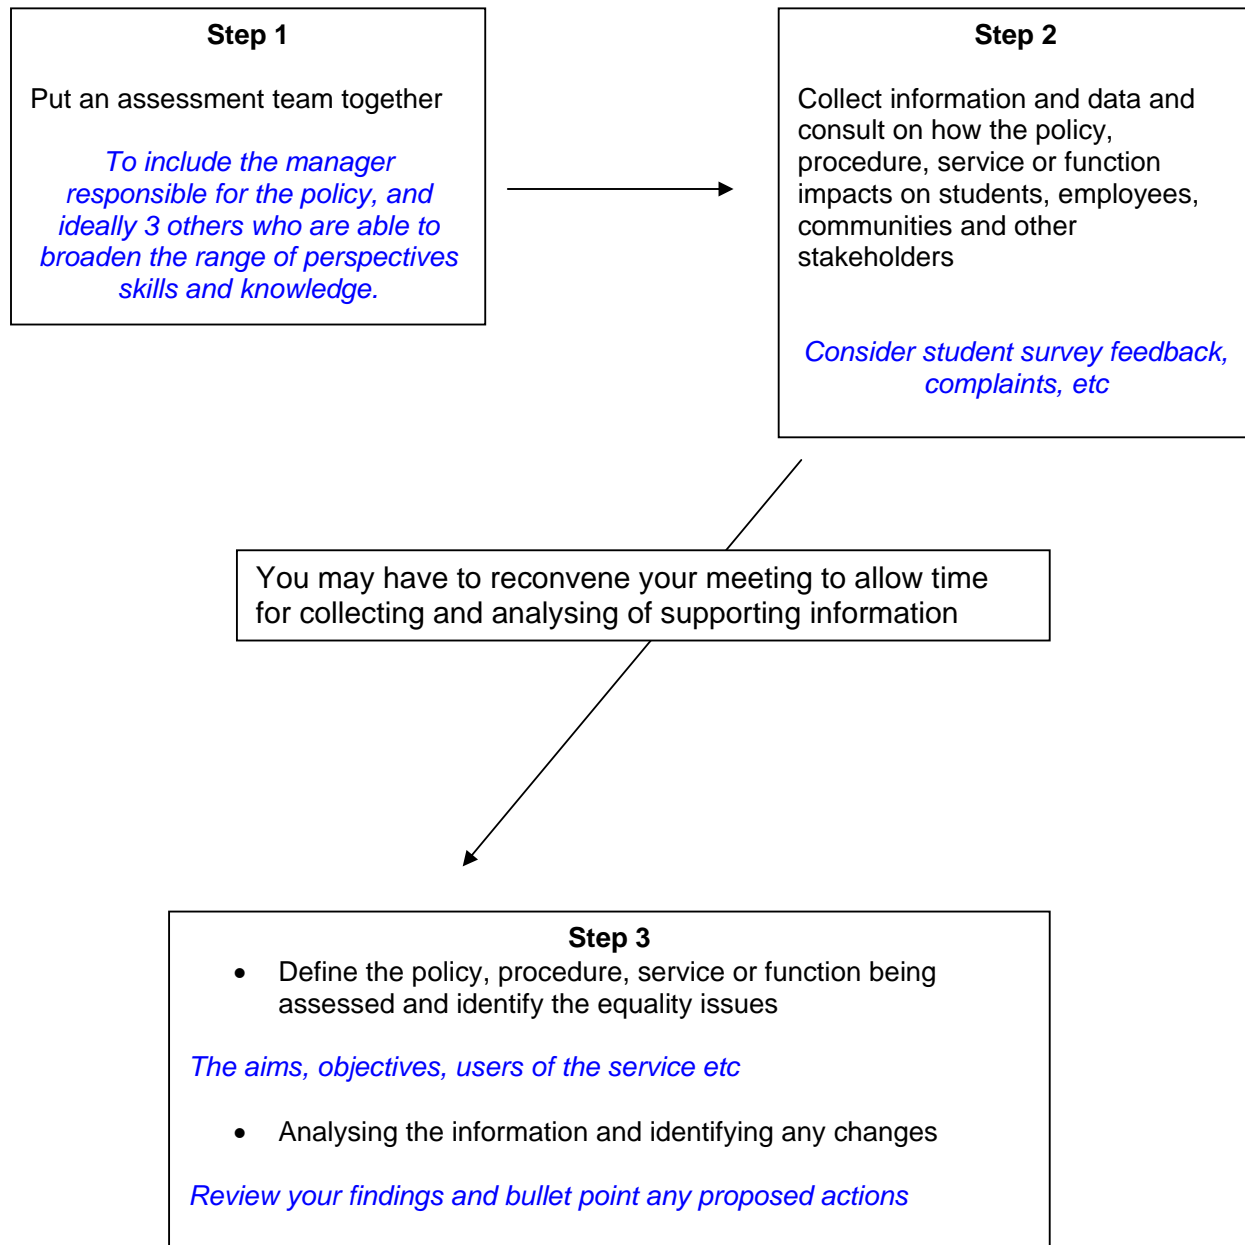 Step 1
Put an assessment team together
To include the manager
responsible for the policy, and
ideally 3 others who are able to
broaden the range of perspectives
skills and knowledge.
Step 2
Collect information and data and
consult on how the policy,
procedure, service or function
impacts on students, employees,
communities and other
stakeholders
Consider student survey feedback,
complaints, etc
You may have to reconvene your meeting to allow time
for collecting and analysing of supporting information
Step 3
• Define the policy, procedure, service or function being
assessed and identify the equality issues
The aims, objectives, users of the service etc
• Analysing the information and identifying any changes
Review your findings and bullet point any proposed actions